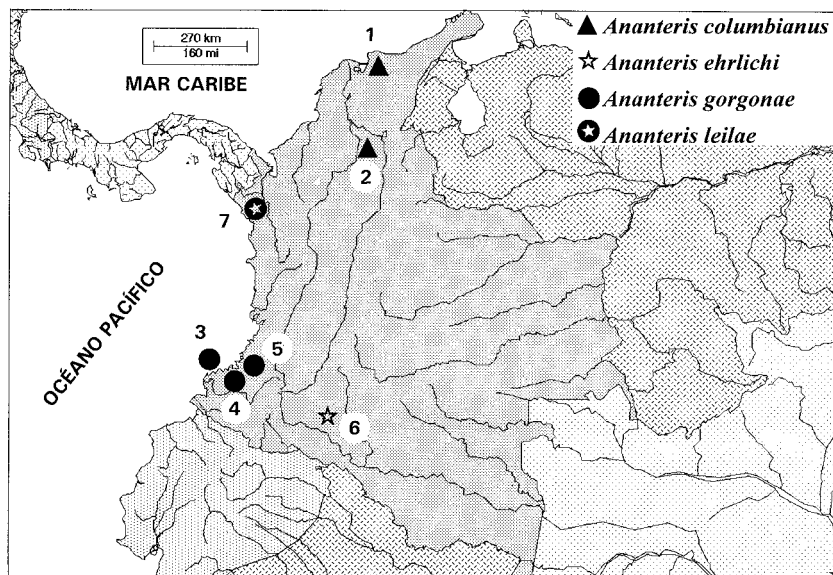 270 km
160 mi
MAR CARIBE
OCÉANO PACÍFICO
Ananteris columbianus
Ananteris ehrlichi
Ananteris gorgonae
Ananteris leilae
1
2
7
3
5
4
6